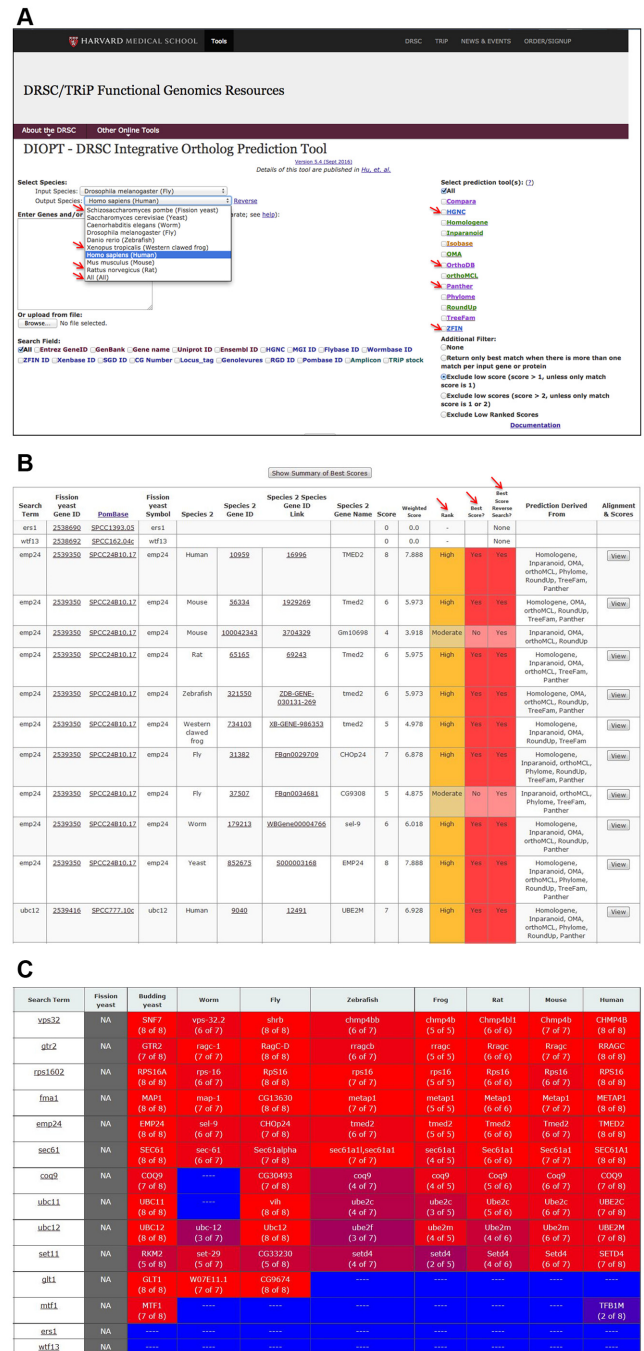 A
HARVARD MEDICAL SCHOOL Tools DRSC TRiP NEWS & EVENTS ORDER/SIGNUP
DRSC/TRiP Functional Genomics Resources
About the DRSC Other Online Tools
DIOPT - DRSC Integrative Ortholog Prediction Tool
Version 5.4 (Sept 2016)
Details of this tool are published in Hu, et. al.
Select Species:
Input Species: Drosophila melanogaster (Fly)
Output Species: Homo sapiens (Human) Reverse
Schizosaccharomyces pombe (Fission yeast)
Saccharomyces cerevisiae (Yeast)
Caenorhabditis elegans (Worm)
Drosophila melanogaster (Fly)
Danio rerio (Zebrafish)
Xenopus tropicalis (Western clawed frog)
Homo sapiens (Human)
Mus musculus (Mouse)
Rattus norvegicus (Rat)
All (All)
Enter Genes and/or arate; see help):
Or upload from file:
Browse... No file selected.
Search Field:
All Entrez GeneID GenBank Gene name Uniprot ID Ensembl ID HGNC MGI ID Flybase ID Wormbase ID
ZFIN ID Xenbase ID SGD ID CG Number Locus_tag Genolevures RGD ID Pombase ID Amplicon TRiP stock
Select prediction tool(s): (?)
All
Compara
HGNC
Homologene
Inparanoid
Isobase
OMA
OrthoDB
orthoMCL
Panther
Phylome
RoundUp
TreeFam
ZFIN
Additional Filter:
None
Return only best match when there is more than one
match per input gene or protein
Exclude low score (score > 1, unless only match
score is 1)
Exclude low scores (score > 2, unless only match
score is 1 or 2)
Exclude Low Ranked Scores
Documentation
B
Show Summary of Best Scores
Search Term Fission yeast Gene ID PomBase Fission yeast Symbol Species 2 Species 2 Gene ID Species 2 Species Gene ID Link Species 2 Gene Name Score Weighted Score Rank Best Score? Best Score Reverse Search? Prediction Derived From Alignment & Scores
ers1 2538690 SPCC1393.05 ers1 0 0.0 - None
wtf13 2538692 SPCC162.04c wtf13 0 0.0 - None
emp24 2539350 SPCC24B10.17 emp24 Human 10959 16996 TMED2 8 7.888 High Yes Yes Homologene, Inparanoid, OMA, orthoMCL, Phylome, RoundUp, TreeFam, Panther View
emp24 2539350 SPCC24B10.17 emp24 Mouse 56334 1929269 Tmed2 6 5.973 High Yes Yes Homologene, OMA, orthoMCL, RoundUp, TreeFam, Panther View
emp24 2539350 SPCC24B10.17 emp24 Mouse 100042343 3704329 Gm10698 4 3.918 Moderate No Yes Inparanoid, OMA, orthoMCL, RoundUp View
emp24 2539350 SPCC24B10.17 emp24 Rat 65165 69243 Tmed2 6 5.975 High Yes Yes Homologene, Inparanoid, OMA, RoundUp, TreeFam, Panther View
emp24 2539350 SPCC24B10.17 emp24 Zebrafish 321550 ZDB-GENE-030131-269 tmed2 6 5.973 High Yes Yes Homologene, OMA, orthoMCL, RoundUp, TreeFam, Panther View
emp24 2539350 SPCC24B10.17 emp24 Western clawed frog 734103 XB-GENE-986353 tmed2 5 4.978 High Yes Yes Homologene, Inparanoid, OMA, RoundUp, TreeFam View
emp24 2539350 SPCC24B10.17 emp24 Fly 31382 FBgn0029709 CHOp24 7 6.878 High Yes Yes Homologene, Inparanoid, orthoMCL, Phylome, RoundUp, TreeFam, Panther View
emp24 2539350 SPCC24B10.17 emp24 Fly 37507 FBgn0034681 CG9308 5 4.875 Moderate No Yes Inparanoid, orthoMCL, Phylome, TreeFam, Panther View
emp24 2539350 SPCC24B10.17 emp24 Worm 179213 WBGene00004766 sel-9 6 6.018 High Yes Yes Homologene, Inparanoid, OMA, orthoMCL, Phylome, Panther View
emp24 2539350 SPCC24B10.17 emp24 Yeast 852675 S000003168 EMP24 8 7.888 High Yes Yes Homologene, Inparanoid, OMA, orthoMCL, Phylome, RoundUp, TreeFam, Panther View
ubc12 2539416 SPCC777.10c ubc12 Human 9040 12491 UBE2M 7 6.928 High Yes Yes Homologene, Inparanoid, OMA, orthoMCL, Phylome, RoundUp, Panther View
C
Search Term Fission yeast Budding yeast Worm Fly Zebrafish Frog Rat Mouse Human
vps32 NA SNF7 vps-32.2 shrb chmp4bb chmp4b Chmp4bl1 Chmp4b CHMP4B
(8 of 8) (6 of 7) (8 of 8) (6 of 7) (5 of 5) (6 of 6) (7 of 7) (8 of 8)
gtr2 NA GTR2 ragc-1 RagC-D rragcb rragc Rragc Rragc RRAGC
(7 of 8) (7 of 7) (8 of 8) (6 of 7) (5 of 5) (6 of 6) (7 of 7) (8 of 8)
rps1602 NA RPS16A rps-16 RpS16 rps16 rps16 Rps16 Rps16 RPS16
(8 of 8) (6 of 7) (8 of 8) (7 of 7) (5 of 5) (6 of 6) (6 of 7) (8 of 8)
fma1 NA MAP1 map-1 CG13630 metap1 metap1 Metap1 Metap1 METAP1
(8 of 8) (7 of 7) (8 of 8) (7 of 7) (5 of 5) (6 of 6) (7 of 7) (8 of 8)
emp24 NA EMP24 sel-9 CHOp24 tmed2 tmed2 Tmed2 Tmed2 TMED2
(8 of 8) (6 of 7) (7 of 8) (6 of 7) (5 of 5) (6 of 6) (6 of 7) (8 of 8)
sec61 NA SEC61 sec-61 Sec61alpha sec61a1l,sec61a1 sec61a1 Sec61a1 Sec61a1 SEC61A1
(8 of 8) (6 of 7) (7 of 8) (7 of 7) (4 of 5) (6 of 6) (7 of 7) (8 of 8)
coq9 NA COQ9 ---- CG30493 coq9 coq9 Coq9 Coq9 COQ9
(7 of 8) (7 of 8) (4 of 7) (4 of 5) (5 of 6) (6 of 7) (7 of 8)
ubc11 NA UBC11 ---- vih ube2c ube2c Ube2c Ube2c UBE2C
(8 of 8) (7 of 8) (4 of 7) (3 of 5) (5 of 6) (6 of 7) (7 of 8)
ubc12 NA UBC12 ubc-12 Ubc12 ube2f ube2m Ube2m Ube2m UBE2M
(8 of 8) (3 of 7) (8 of 8) (3 of 7) (4 of 5) (4 of 6) (6 of 7) (7 of 8)
set11 NA RKM2 set-29 CG33230 setd4 setd4 Setd4 Setd4 SETD4
(5 of 8) (5 of 7) (5 of 8) (4 of 7) (2 of 5) (4 of 6) (6 of 7) (7 of 8)
glt1 NA GLT1 W07E11.1 CG9674 ---- ---- ---- ---- ----
(8 of 8) (7 of 7) (8 of 8)
mtf1 NA MTF1 ---- ---- ---- ---- ---- ---- TFB1M
(7 of 8) (2 of 8)
ers1 NA ---- ---- ---- ---- ---- ---- ---- ----
wtf13 NA ---- ---- ---- ---- ---- ---- ---- ----